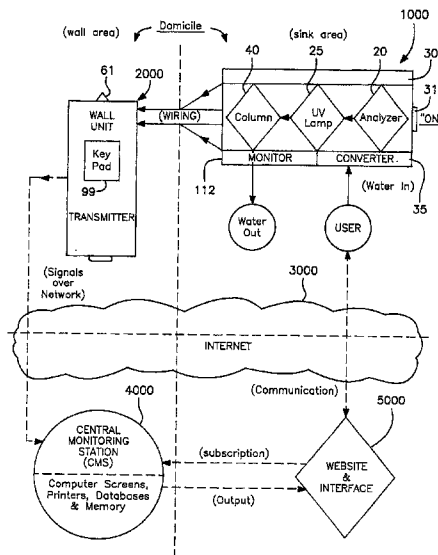 (wall area)
Domicile
(sink area)
1000
61
2000
40
25
20
30
31
WALL
UNIT
Key
Pad
99
TRANSMITTER
(WIRING)
Column
UV
Lamp
Analyzer
"ON
MONITOR
CONVERTER
112
35
(Water In)
Water
Out
USER
(Signals
over
Network)
3000
INTERNET
(Communication)
4000
5000
CENTRAL
MONITORING
STATION
(CMS)
Computer Screens,
Printers, Databases
& Memory
(subscription)
(Output)
WEBSITE
&
INTERFACE